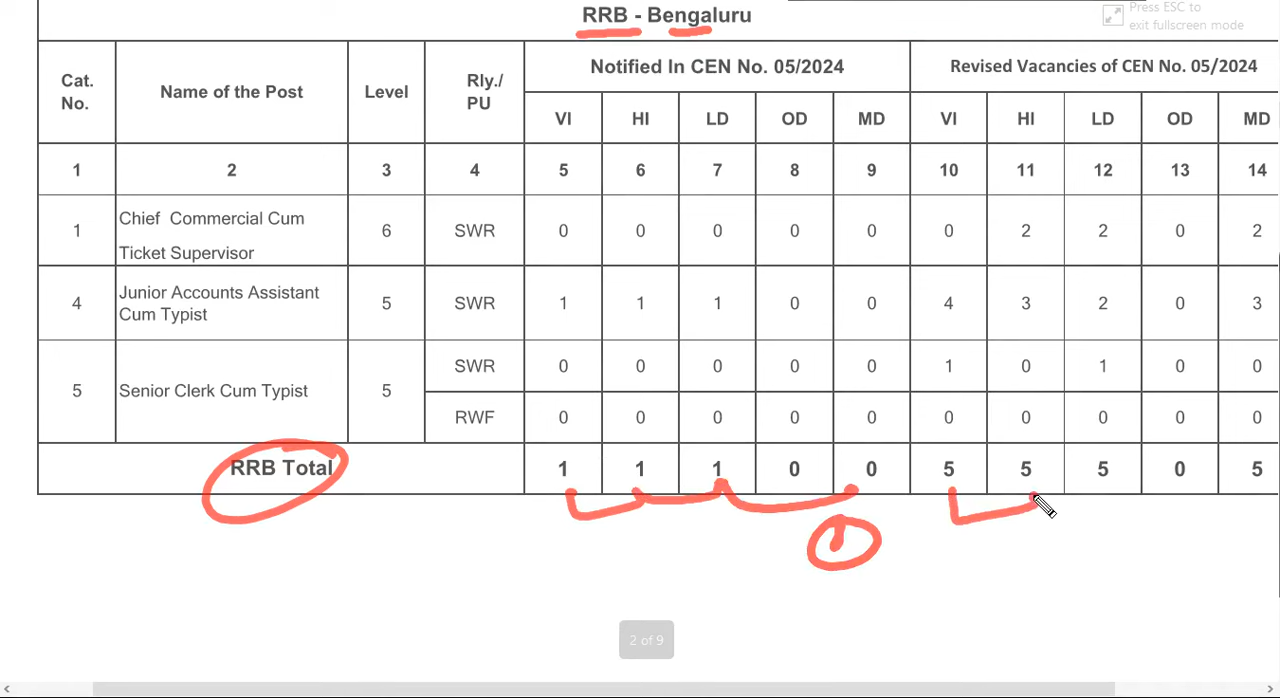 RRB - Bengaluru
Press ESC to
exit fullscreen mode
Cat. No. Name of the Post Level Rly./ PU Notified In CEN No. 05/2024 Revised Vacancies of CEN No. 05/2024
VI HI LD OD MD VI HI LD OD MD
1 2 3 4 5 6 7 8 9 10 11 12 13 14
1 Chief Commercial Cum Ticket Supervisor 6 SWR 0 0 0 0 0 0 2 2 0 2
4 Junior Accounts Assistant Cum Typist 5 SWR 1 1 1 0 0 4 3 2 0 3
5 Senior Clerk Cum Typist 5 SWR 0 0 0 0 0 1 0 1 0 0
RWF 0 0 0 0 0 0 0 0 0 0
RRB Total 1 1 1 0 0 5 5 5 0 5
2 of 9